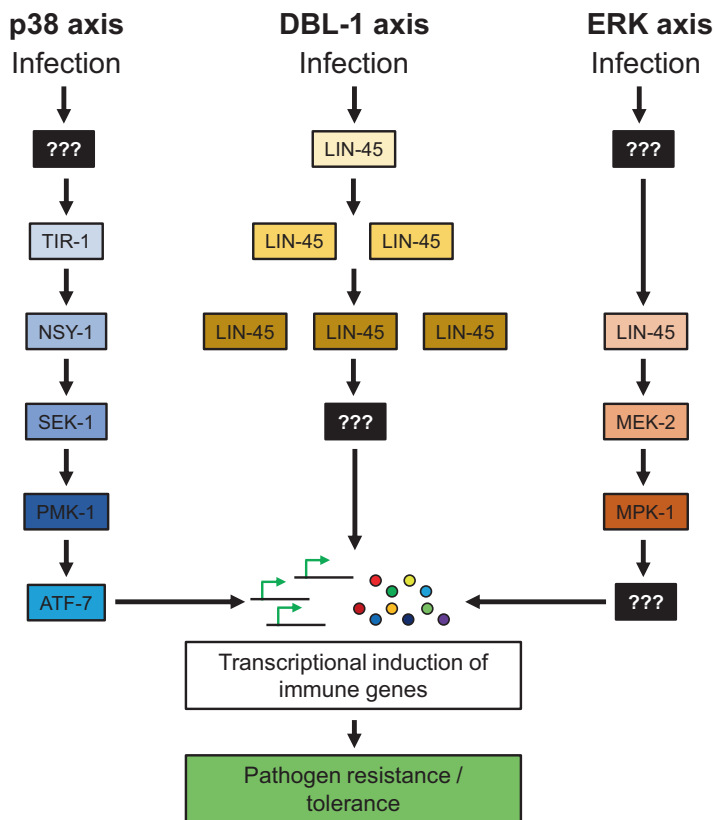 p38 axis
Infection
???
TIR-1
NSY-1
SEK-1
PMK-1
ATF-7
DBL-1 axis
Infection
LIN-45
LIN-45
LIN-45
LIN-45
LIN-45
LIN-45
???
ERK axis
Infection
???
LIN-45
MEK-2
MPK-1
???
Transcriptional induction of
immune genes
Pathogen resistance /
tolerance